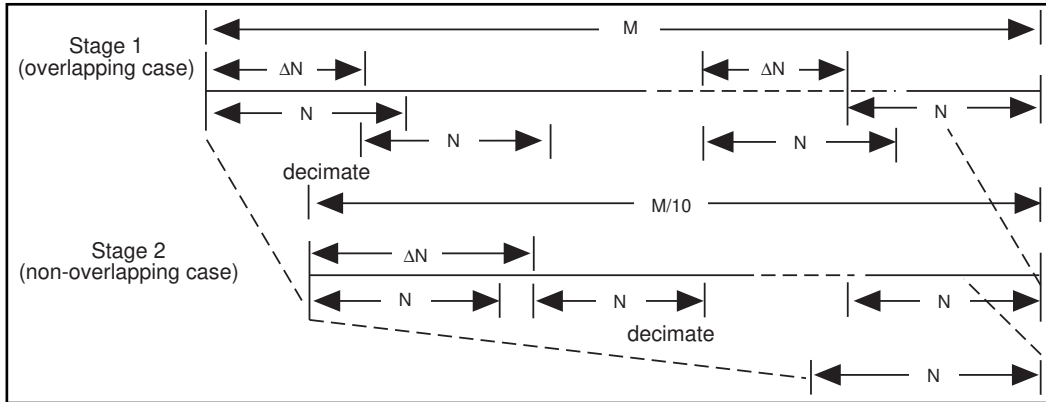 M
Stage 1
(overlapping case)
ΔN ΔN
N N
N N
decimate
M/10
Stage 2
(non-overlapping case)
ΔN
N N N
decimate
N